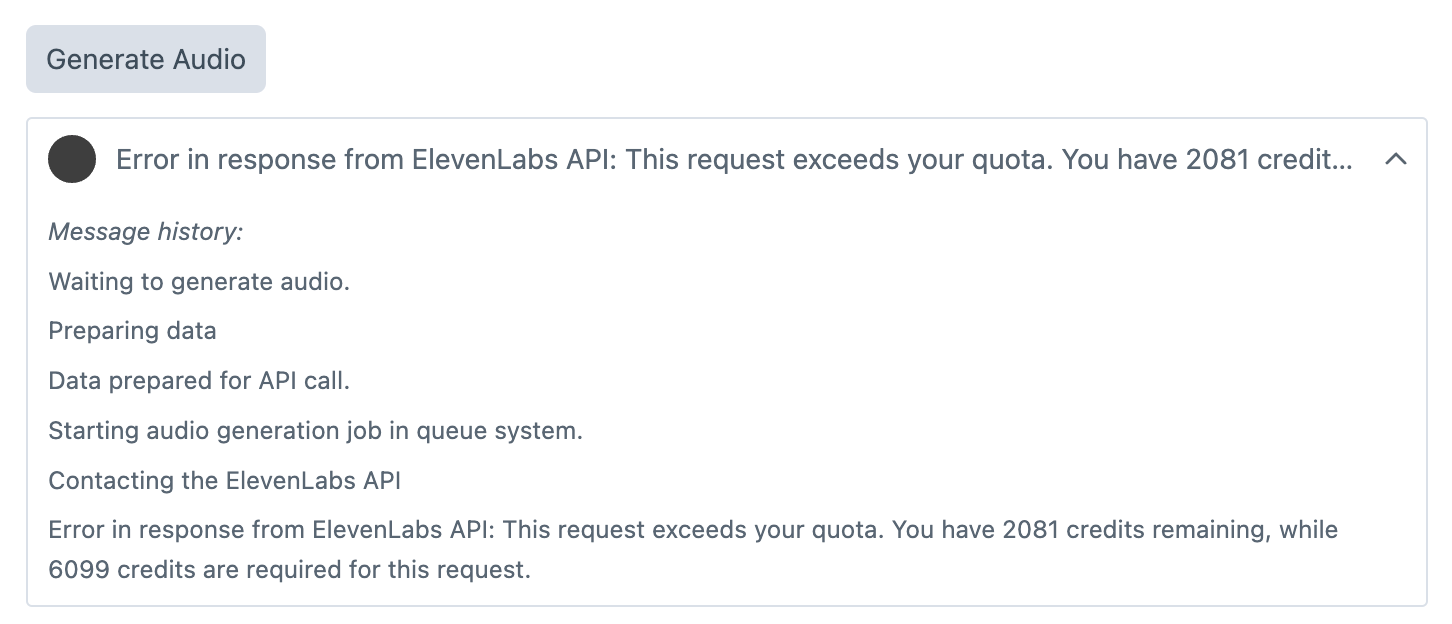 Generate Audio
Error in response from ElevenLabs API: This request exceeds your quota. You have 2081 credit...
Message history:
Waiting to generate audio.
Preparing data
Data prepared for API call.
Starting audio generation job in queue system.
Contacting the ElevenLabs API
Error in response from ElevenLabs API: This request exceeds your quota. You have 2081 credits remaining, while
6099 credits are required for this request.